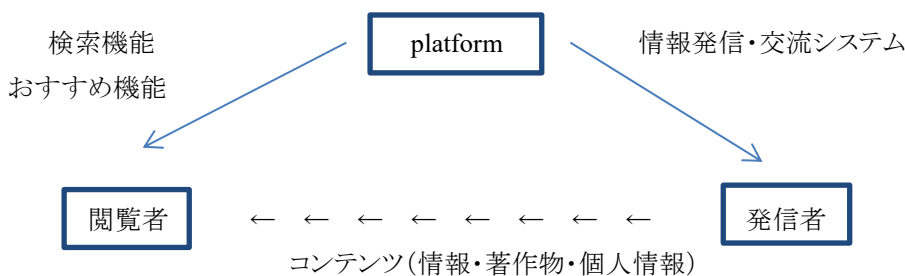 platform
検索機能
おすすめ機能
情報発信・交流システム
閲覧者
← ← ← ← ← ← ← ←
発信者
コンテンツ(情報・著作物・個人情報)